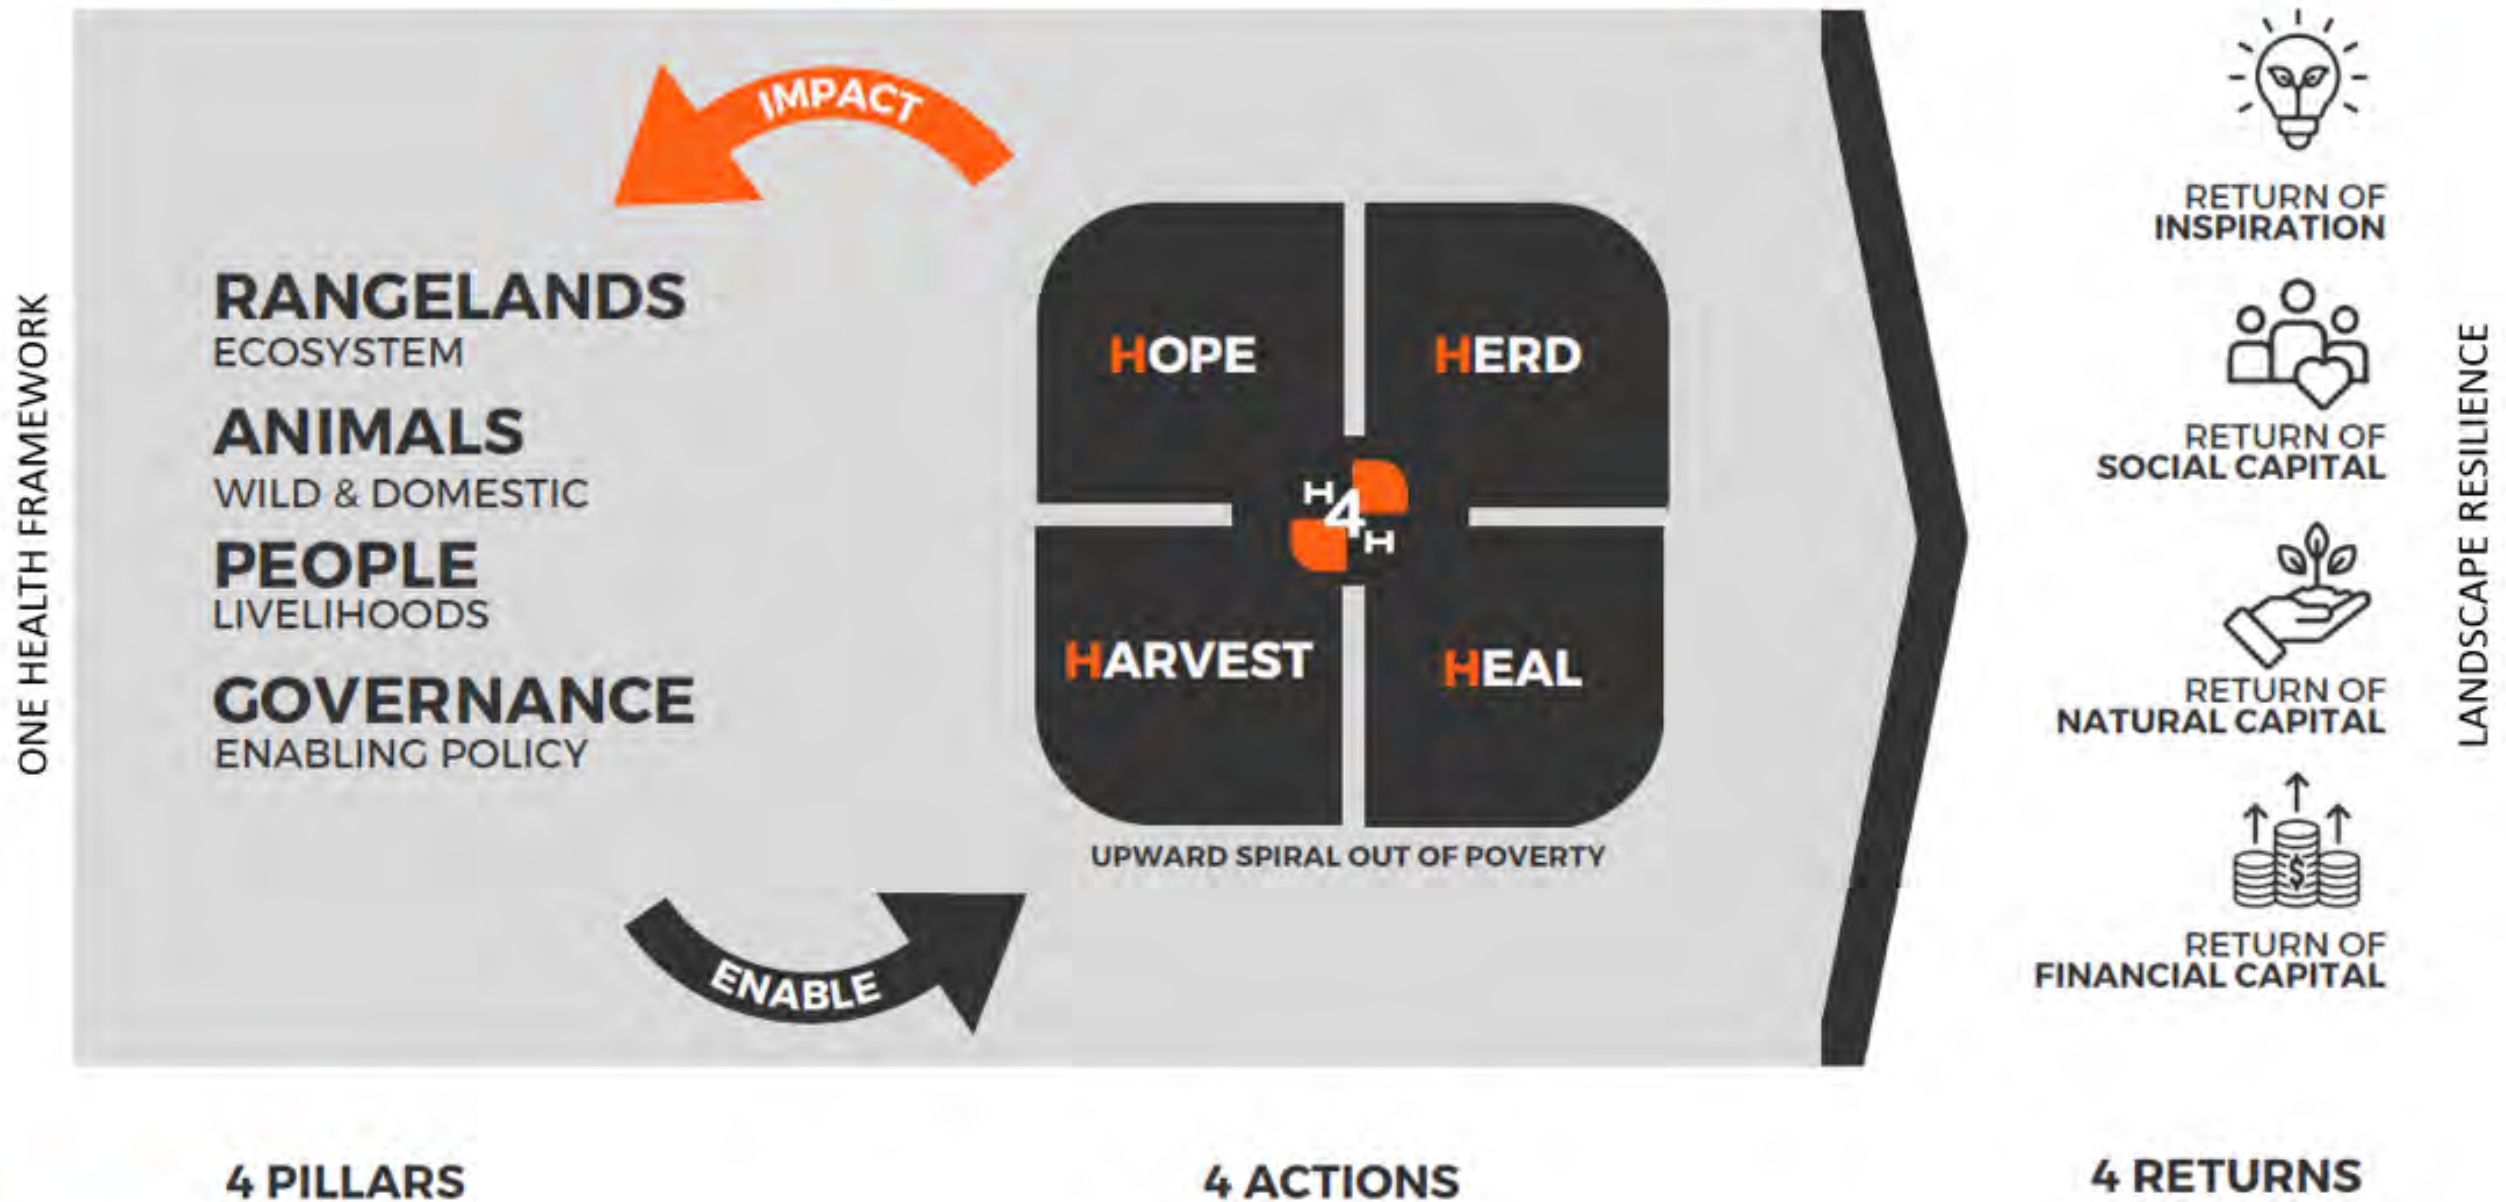 ONE HEALTH FRAMEWORK
IMPACT
RANGELANDS
ECOSYSTEM
ANIMALS
WILD & DOMESTIC
PEOPLE
LIVELIHOODS
GOVERNANCE
ENABLING POLICY
ENABLE
4 PILLARS
HOPE
HERD
H4H
HARVEST
HEAL
UPWARD SPIRAL OUT OF POVERTY
4 ACTIONS
RETURN OF
INSPIRATION
RETURN OF
SOCIAL CAPITAL
RETURN OF
NATURAL CAPITAL
$
RETURN OF
FINANCIAL CAPITAL
4 RETURNS
LANDSCAPE RESILIENCE